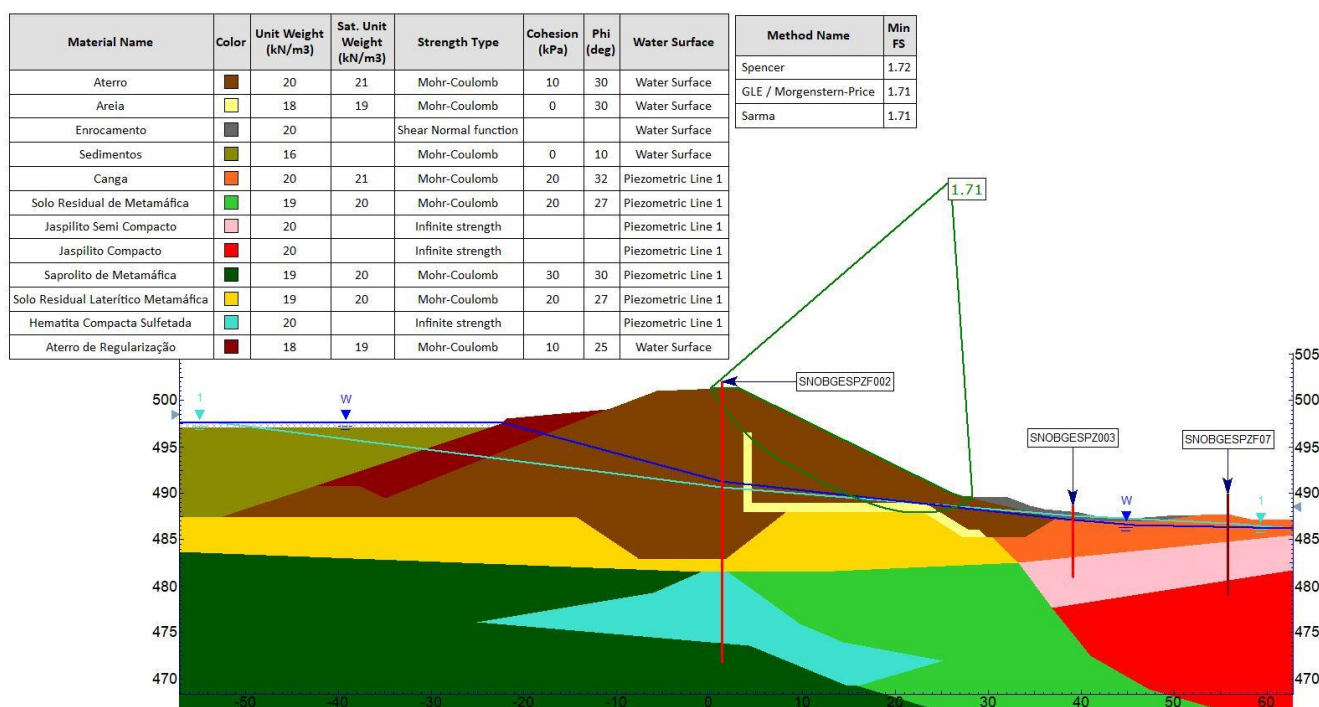 Material Name Color Unit Weight (kN/m3) Sat. Unit Weight (kN/m3) Strength Type Cohesion (kPa) Phi (deg) Water Surface
Aterro 20 21 Mohr-Coulomb 10 30 Water Surface
Areia 18 19 Mohr-Coulomb 0 30 Water Surface
Enrocamento 20 Shear Normal function Water Surface
Sedimentos 16 Mohr-Coulomb 0 10 Water Surface
Canga 20 21 Mohr-Coulomb 20 32 Piezometric Line 1
Solo Residual de Metamáfica 19 20 Mohr-Coulomb 20 27 Piezometric Line 1
Jaspilito Semi Compacto 20 Infinite strength Piezometric Line 1
Jaspilito Compacto 20 Infinite strength Piezometric Line 1
Saprolito de Metamáfica 19 20 Mohr-Coulomb 30 30 Piezometric Line 1
Solo Residual Laterítico Metamáfica 19 20 Mohr-Coulomb 20 27 Piezometric Line 1
Hematita Compacta Sulfetada 20 Infinite strength Piezometric Line 1
Aterro de Regularização 18 19 Mohr-Coulomb 10 25 Water Surface
Method Name Min FS
Spencer 1.72
GLE / Morgenstern-Price 1.71
Sarma 1.71
1.71
SNOBGESPZF002
SNOBGESPZ003
SNOBGESPZF07
1
W
W
1
500
495
490
485
480
475
470
505
500
495
490
485
480
475
470
-50 -40 -30 -20 -10 0 10 20 30 40 50 60